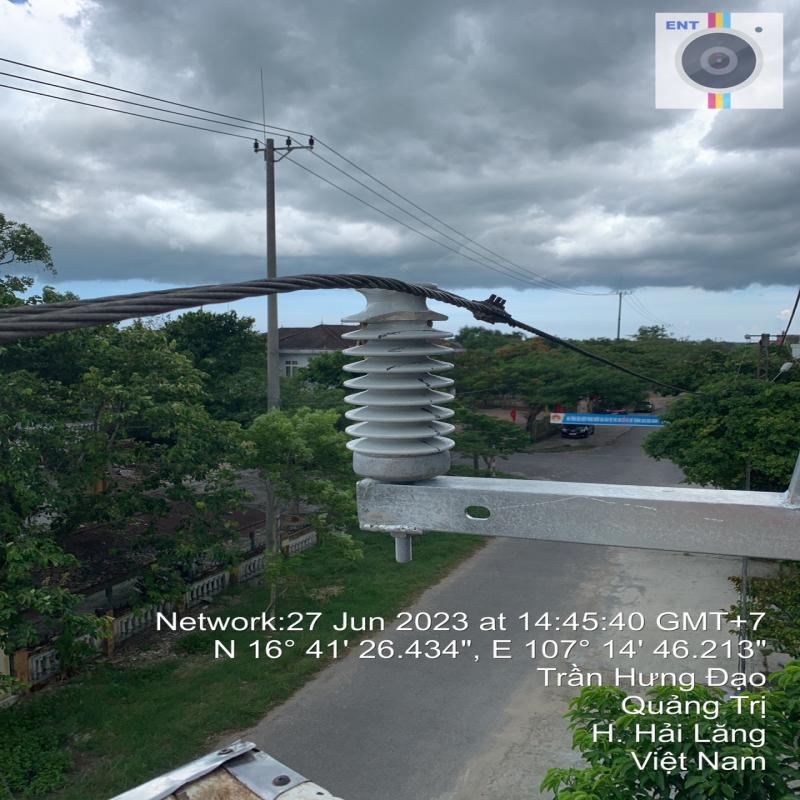 ENT
Network:27 Jun 2023 at 14:45:40 GMT+7
N 16° 41' 26.434", E 107° 14' 46.213"
Trần Hưng Đạo
Quảng Trị
H. Hải Lăng
Việt Nam